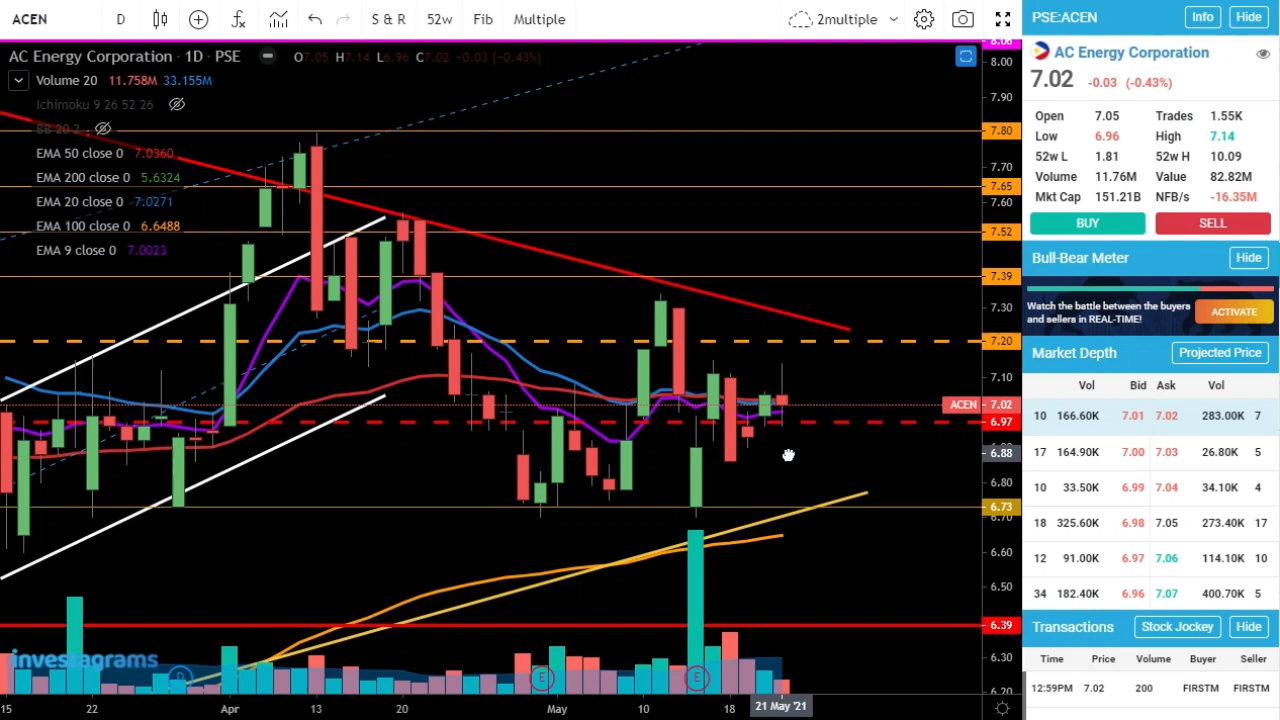 ACEN D S & R 52w Fib Multiple 2multiple
AC Energy Corporation · 1D · PSE O7.05 H7.14 L6.96 C7.02 -0.03 (-0.43%)
Volume 20 11.758M 33.155M
Ichimoku 9 26 52 26
BB 20 2
EMA 50 close 0 7.0360
EMA 200 close 0 5.6324
EMA 20 close 0 7.0271
EMA 100 close 0 6.6488
EMA 9 close 0 7.0023
8.00
7.90
7.80
7.70
7.65
7.60
7.52
7.39
7.30
7.20
7.10
ACEN 7.02
6.97
6.88
6.80
6.73
6.70
6.60
6.50
6.39
6.30
6.20
investagrams
D
E
E
15 22 Apr 13 20 May 10 18 21 May '21
PSE:ACEN Info Hide
AC Energy Corporation
7.02 -0.03 (-0.43%)
Open 7.05 Trades 1.55K
Low 6.96 High 7.14
52w L 1.81 52w H 10.09
Volume 11.76M Value 82.82M
Mkt Cap 151.21B NFB/s -16.35M
BUY SELL
Bull-Bear Meter Hide
Watch the battle between the buyers
and sellers in REAL-TIME!
ACTIVATE
Market Depth Projected Price
Vol Bid Ask Vol
10 166.60K 7.01 7.02 283.00K 7
17 164.90K 7.00 7.03 26.80K 5
10 33.50K 6.99 7.04 34.10K 4
18 325.60K 6.98 7.05 273.40K 17
12 91.00K 6.97 7.06 114.10K 10
34 182.40K 6.96 7.07 400.70K 5
Transactions Stock Jockey Hide
Time Price Volume Buyer Seller
12:59PM 7.02 200 FIRSTM FIRSTM